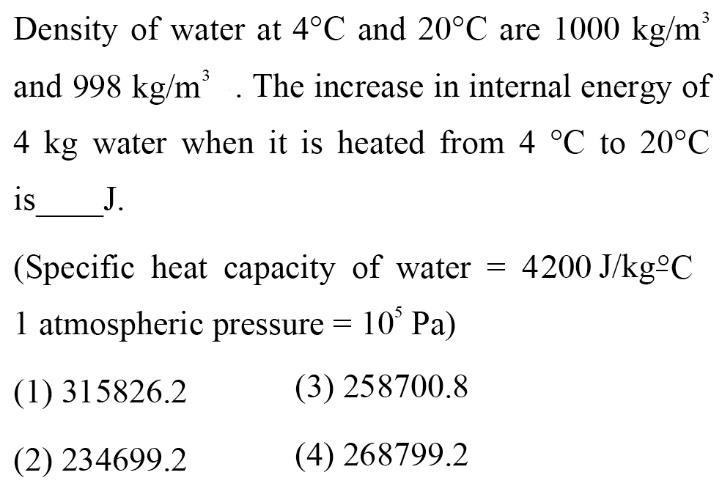 Density of water at 4°C and 20°C are 1000 kg/m³
and 998 kg/m³ . The increase in internal energy of
4 kg water when it is heated from 4 °C to 20°C
is____J.
(Specific heat capacity of water = 4200 J/kgºC
1 atmospheric pressure = 10⁵ Pa)
(1) 315826.2 (3) 258700.8
(2) 234699.2 (4) 268799.2